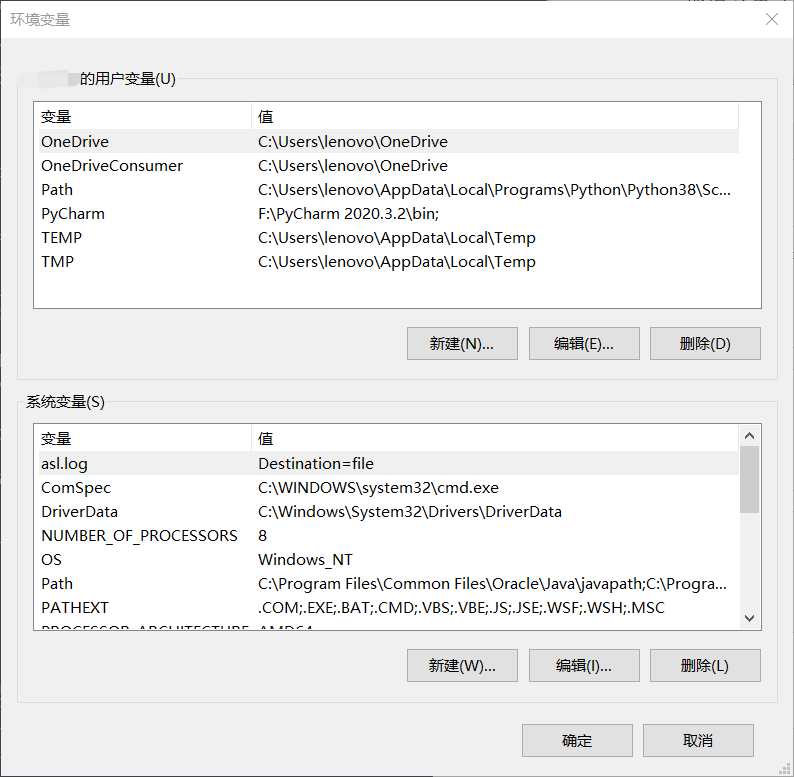 环境变量
的用户变量(U)
变量 值
OneDrive C:\Users\lenovo\OneDrive
OneDriveConsumer C:\Users\lenovo\OneDrive
Path C:\Users\lenovo\AppData\Local\Programs\Python\Python38\Sc...
PyCharm F:\PyCharm 2020.3.2\bin;
TEMP C:\Users\lenovo\AppData\Local\Temp
TMP C:\Users\lenovo\AppData\Local\Temp
新建(N)... 编辑(E)... 删除(D)
系统变量(S)
变量 值
asl.log Destination=file
ComSpec C:\WINDOWS\system32\cmd.exe
DriverData C:\Windows\System32\Drivers\DriverData
NUMBER_OF_PROCESSORS 8
OS Windows_NT
Path C:\Program Files\Common Files\Oracle\Java\javapath;C:\Progra...
PATHEXT .COM;.EXE;.BAT;.CMD;.VBS;.VBE;.JS;.JSE;.WSF;.WSH;.MSC
PROCESSOR_ARCHITECTURE AMD64
新建(W)... 编辑(I)... 删除(L)
确定 取消